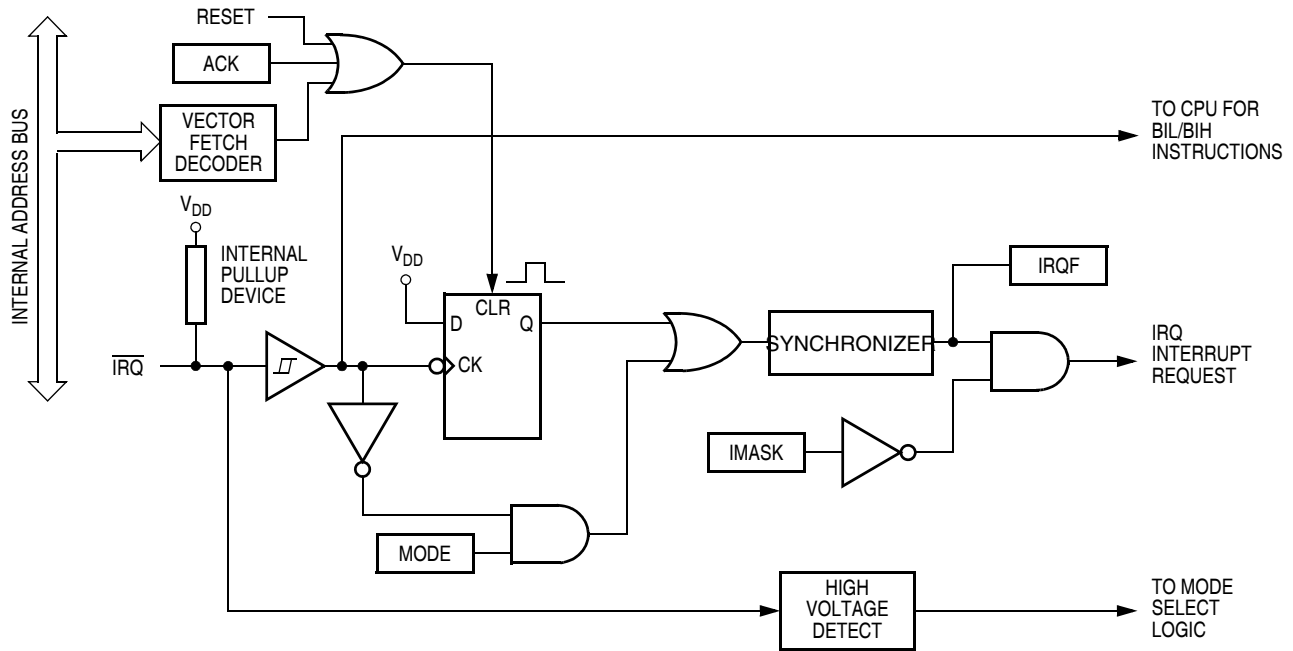 RESET
ACK
INTERNAL ADDRESS BUS
VECTOR
FETCH
DECODER
TO CPU FOR
BIL/BIH
INSTRUCTIONS
VDD
INTERNAL
PULLUP
DEVICE
VDD
CLR
D
Q
CK
IRQF
SYNCHRONIZER
IRQ
INTERRUPT
REQUEST
IRQ
IMASK
MODE
HIGH
VOLTAGE
DETECT
TO MODE
SELECT
LOGIC